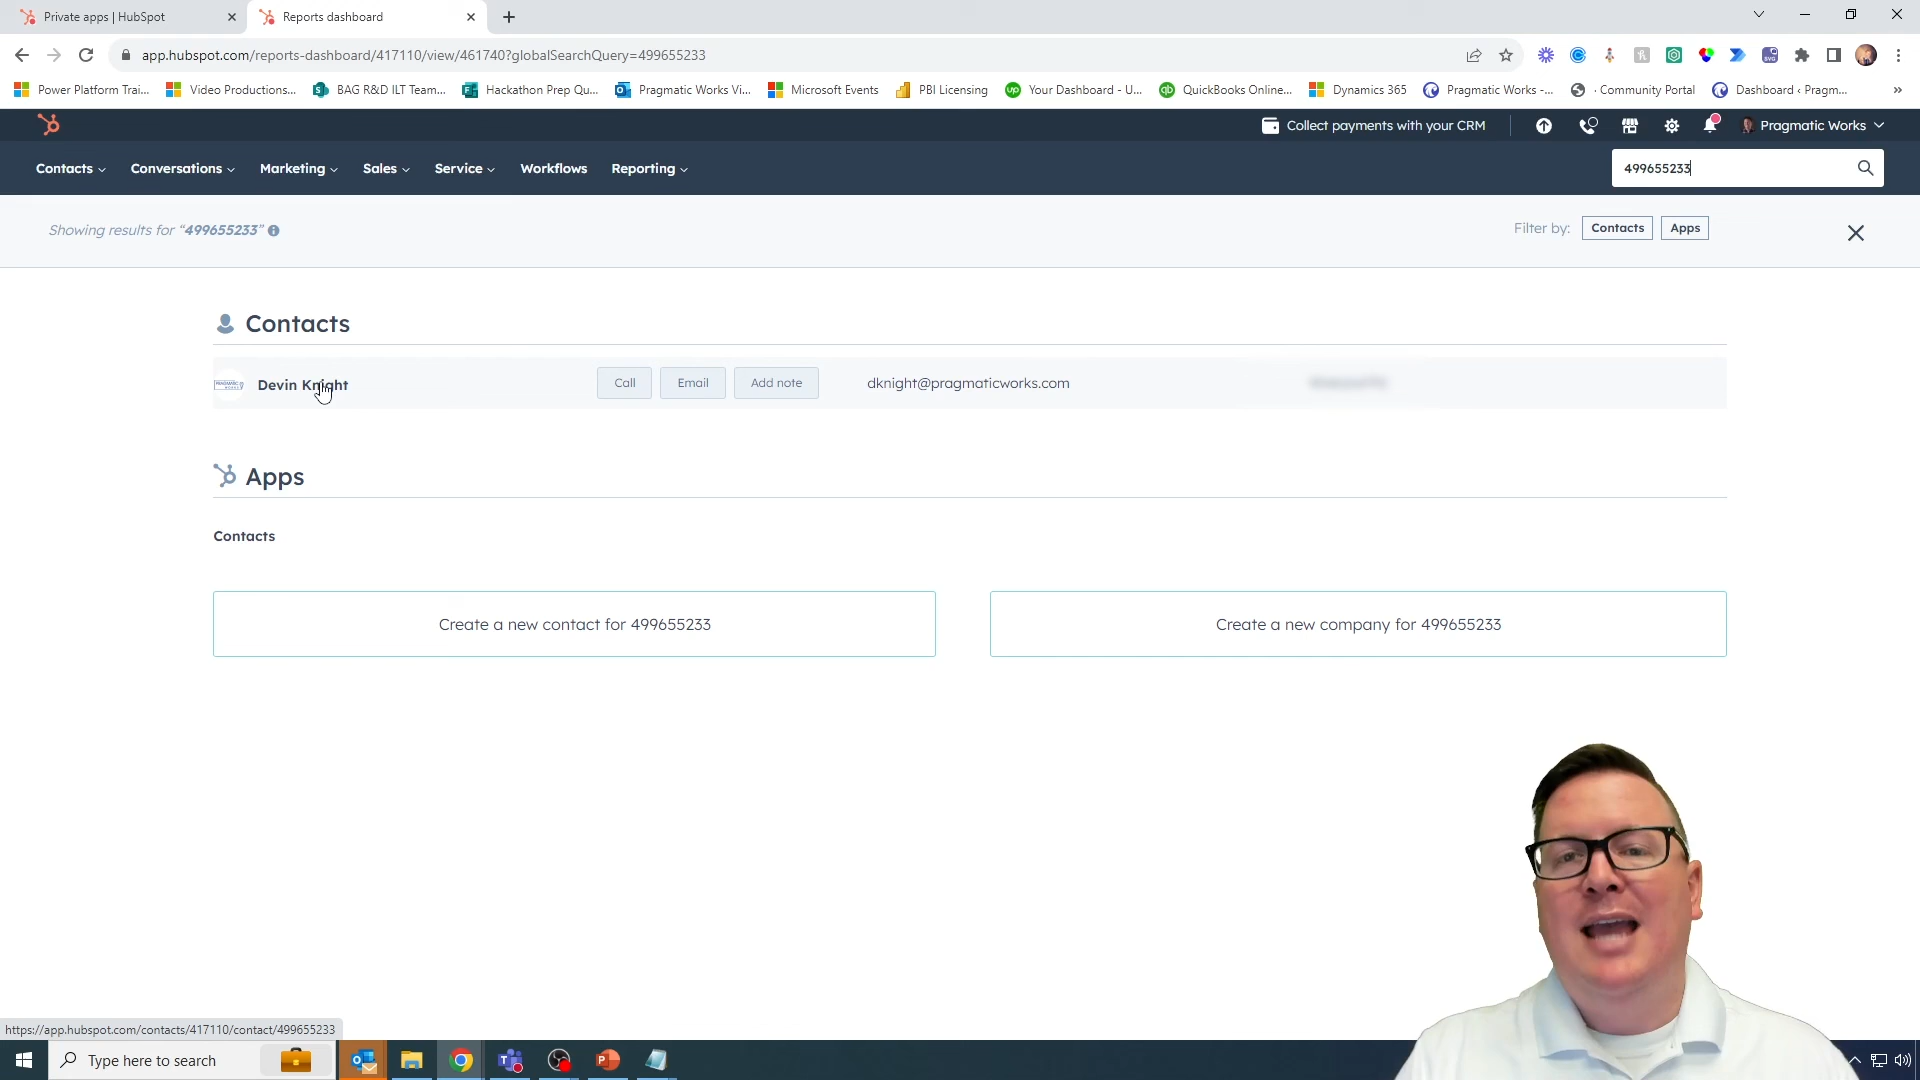 Private apps | HubSpot
Reports dashboard
app.hubspot.com/reports-dashboard/417110/view/461740?globalSearchQuery=499655233
Power Platform Trai...
Video Productions...
BAG R&D ILT Team...
Hackathon Prep Qu...
Pragmatic Works Vi...
Microsoft Events
PBI Licensing
Your Dashboard - U...
QuickBooks Online...
Dynamics 365
Pragmatic Works -...
· Community Portal
Dashboard ‹ Pragm...
»
Collect payments with your CRM
Pragmatic Works
Contacts
Conversations
Marketing
Sales
Service
Workflows
Reporting
499655233
Showing results for “499655233”
Filter by:
Contacts
Apps
Contacts
Devin Knight
Call
Email
Add note
dknight@pragmaticworks.com
Apps
Contacts
Create a new contact for 499655233
Create a new company for 499655233
https://app.hubspot.com/contacts/417110/contact/499655233
Type here to search